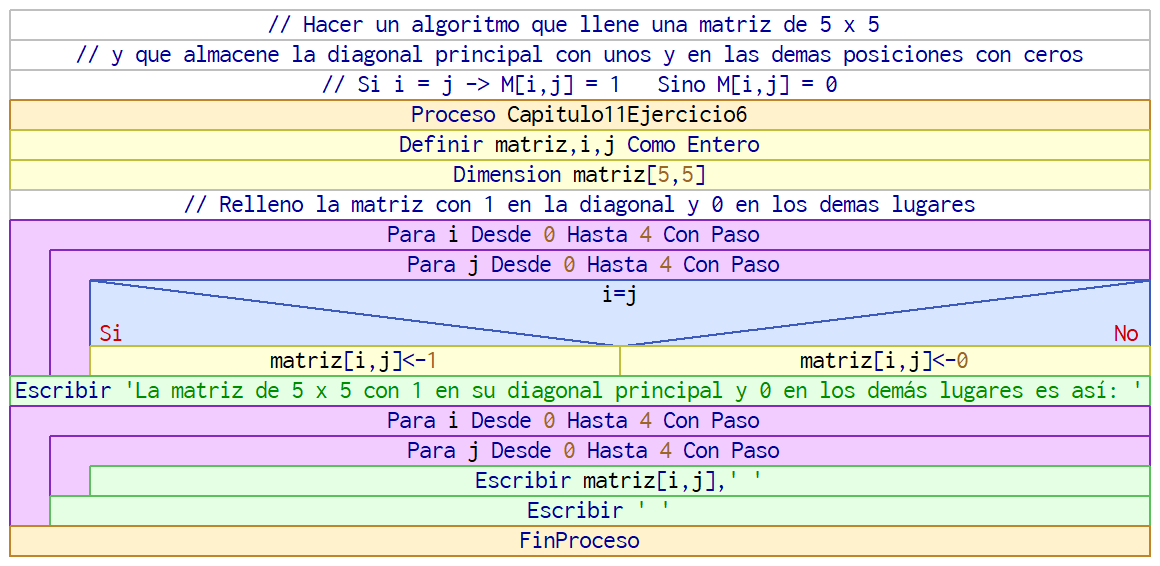 // Hacer un algoritmo que llene una matriz de 5 x 5
// y que almacene la diagonal principal con unos y en las demas posiciones con ceros
// Si i = j -> M[i,j] = 1   Sino M[i,j] = 0
Proceso Capitulo11Ejercicio6
Definir matriz,i,j Como Entero
Dimension matriz[5,5]
// Relleno la matriz con 1 en la diagonal y 0 en los demas lugares
Para i Desde 0 Hasta 4 Con Paso
Para j Desde 0 Hasta 4 Con Paso
i=j
Si No
matriz[i,j]<-1 matriz[i,j]<-0
Escribir 'La matriz de 5 x 5 con 1 en su diagonal principal y 0 en los demás lugares es así: '
Para i Desde 0 Hasta 4 Con Paso
Para j Desde 0 Hasta 4 Con Paso
Escribir matriz[i,j],' '
Escribir ' '
FinProceso